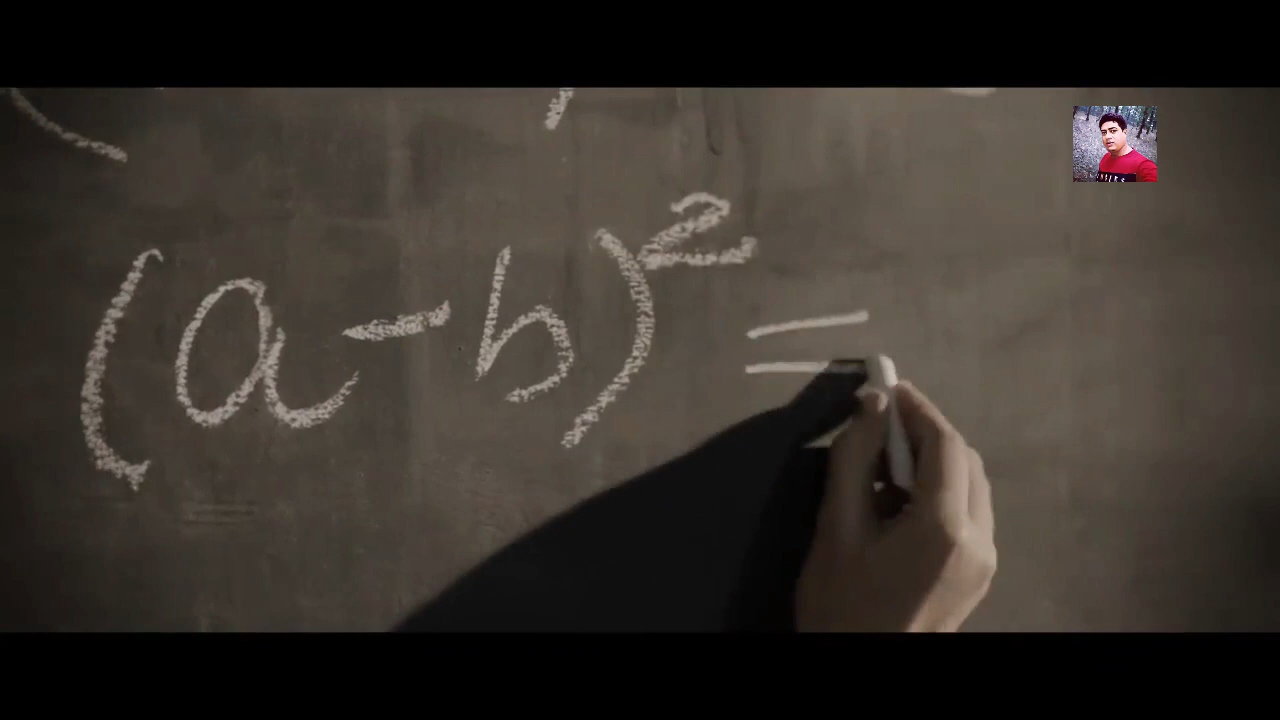 (a-b)² =